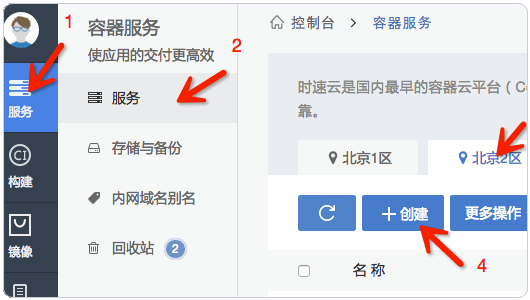 1
服务
构建
镜像
容器服务
使应用的交付更高效
2
服务
存储与备份
内网域名别名
回收站 2
控制台 > 容器服务
时速云是国内最早的容器云平台（Co
靠。
北京1区
北京2区
创建
更多操作
4
名称